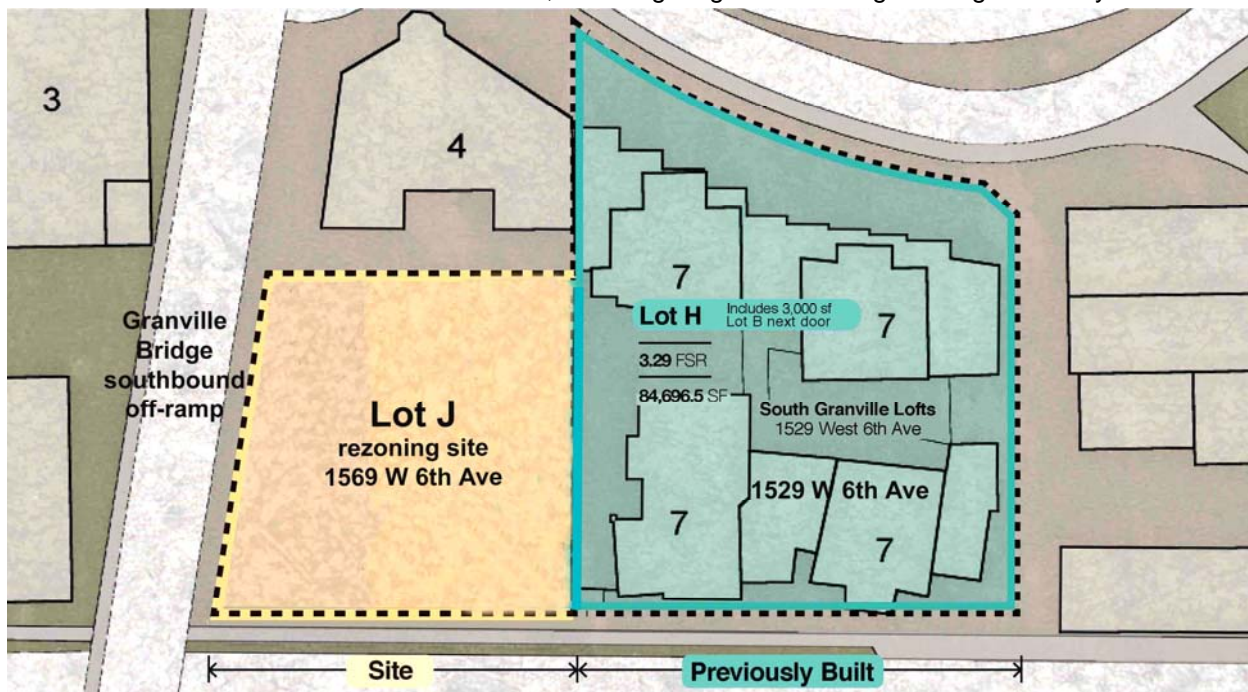 3
4
7
7
Granville
Bridge
southbound
off-ramp
Lot H
Includes 3,000 sf
Lot B next door
3.29 FSR
84,696.5 SF
Lot J
rezoning site
1569 W 6th Ave
South Granville Lofts
1529 West 6th Ave
1529 W 6th Ave
7
7
Site
Previously Built